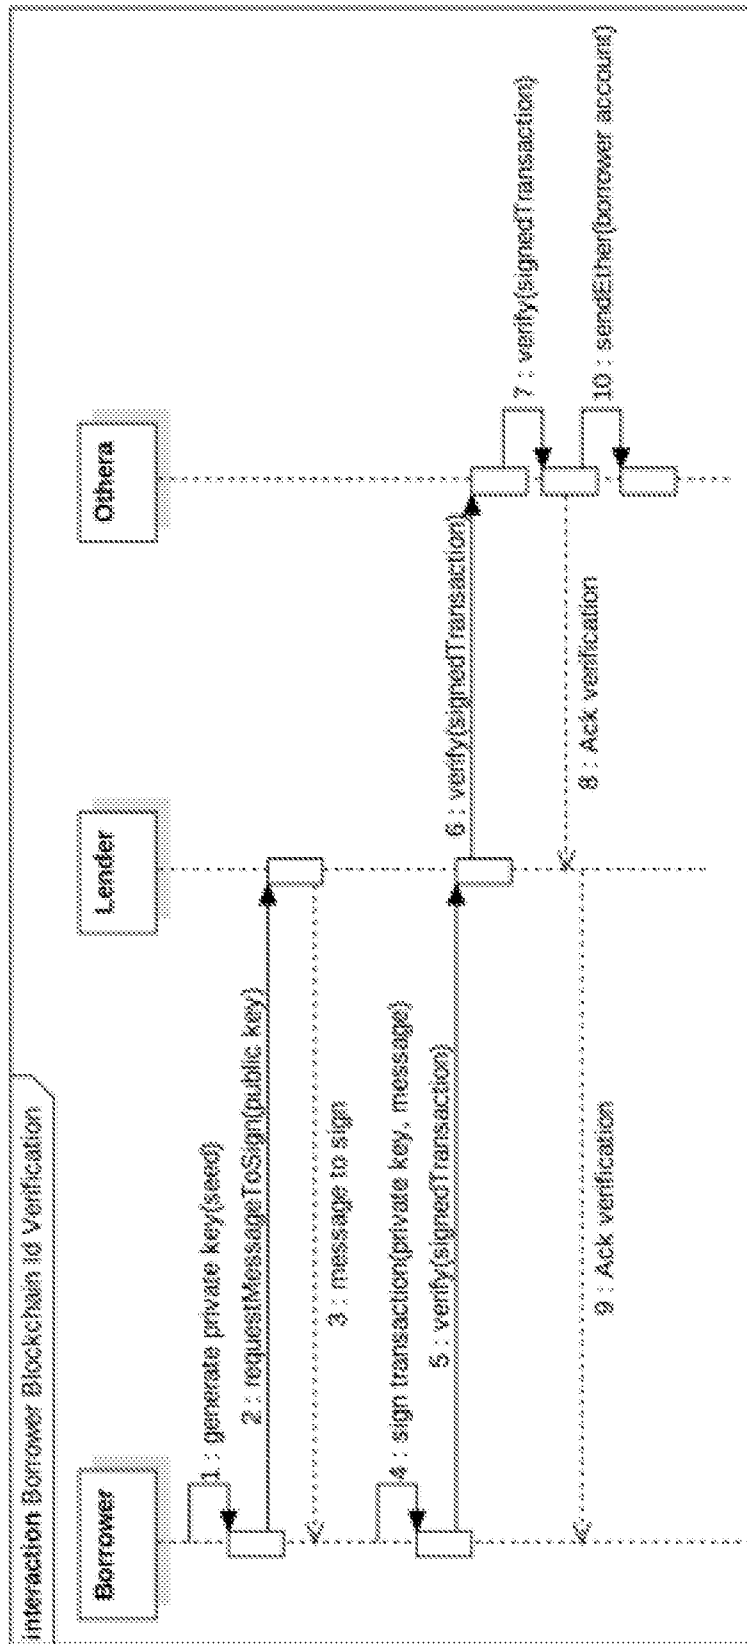 interaction Borrower Blockchain Id Verification
Borrower
Lender
Othera
1 : generate private key(seed)
2 : requestMessageToSign(public key)
3 : message to sign
4 : sign transaction(private key, message)
5 : verify(signedTransaction)
6 : verify(signedTransaction)
7 : verify(signedTransaction)
8 : Ack verification
9 : Ack verification
10 : sendEther(borrower account)